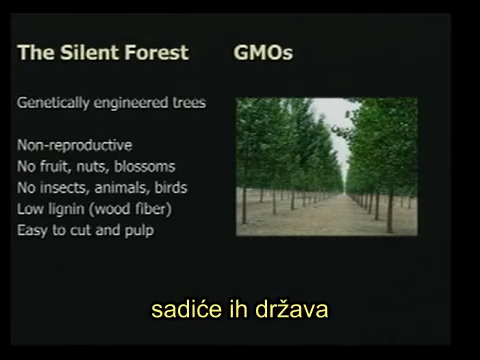 The Silent Forest
GMOs
Genetically engineered trees
Non-reproductive
No fruit, nuts, blossoms
No insects, animals, birds
Low lignin (wood fiber)
Easy to cut and pulp
sadiće ih država